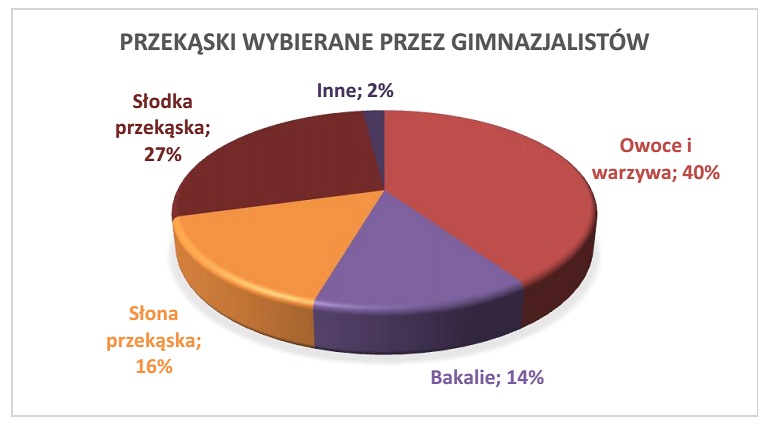 PRZEKĄSKI WYBIERANE PRZEZ GIMNAZJALISTÓW
Inne; 2%
Słodka
przekąska;
27%
Owoce i
warzywa; 40%
Słona
przekąska;
16%
Bakalie; 14%